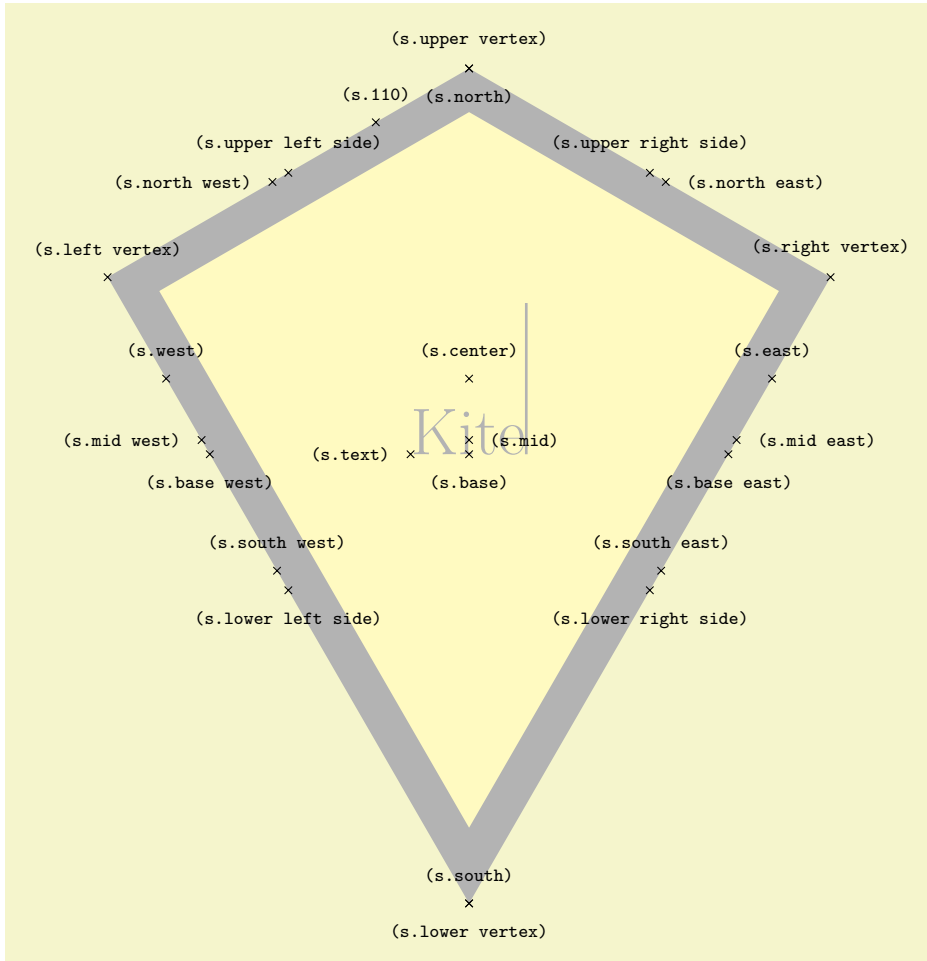 (s.upper vertex)
(s.110) (s.north)
(s.upper left side) (s.upper right side)
(s.north west) (s.north east)
(s.left vertex) (s.right vertex)
(s.west) (s.center) (s.east)
Kite
(s.mid west) (s.mid) (s.mid east)
(s.text)
(s.base west) (s.base) (s.base east)
(s.south west) (s.south east)
(s.lower left side) (s.lower right side)
(s.south)
(s.lower vertex)